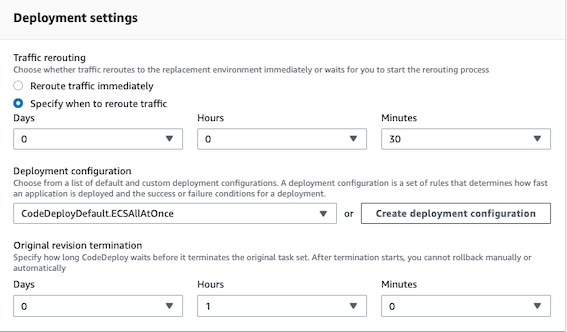 Deployment settings
Traffic rerouting
Choose whether traffic reroutes to the replacement environment immediately or waits for you to start the rerouting process
Reroute traffic immediately
Specify when to reroute traffic
Days Hours Minutes
0 0 30
Deployment configuration
Choose from a list of default and custom deployment configurations. A deployment configuration is a set of rules that determines how fast
an application is deployed and the success or failure conditions for a deployment.
CodeDeployDefault.ECSAllAtOnce or Create deployment configuration
Original revision termination
Specify how long CodeDeploy waits before it terminates the original task set. After termination starts, you cannot rollback manually or
automatically
Days Hours Minutes
0 1 0